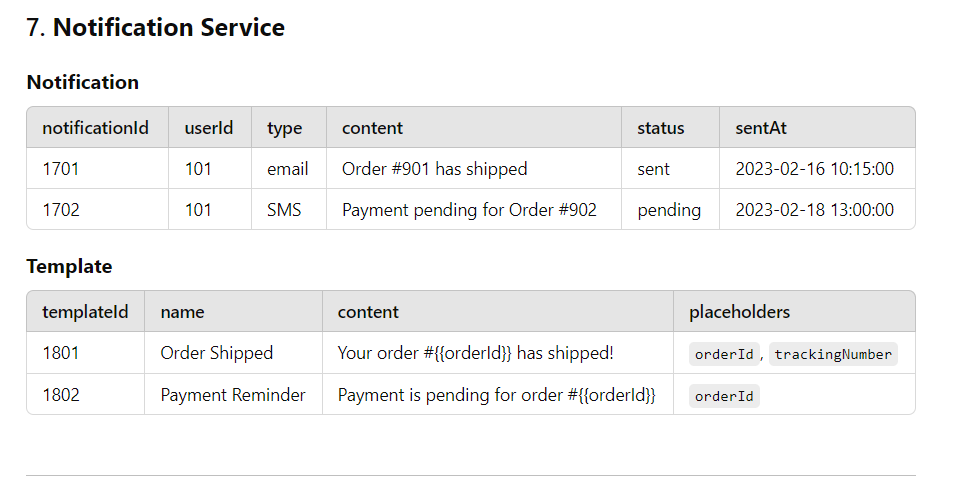 7. Notification Service
Notification
notificationId userId type content status sentAt
1701 101 email Order #901 has shipped sent 2023-02-16 10:15:00
1702 101 SMS Payment pending for Order #902 pending 2023-02-18 13:00:00
Template
templateId name content placeholders
1801 Order Shipped Your order #{{orderId}} has shipped! orderId, trackingNumber
1802 Payment Reminder Payment is pending for order #{{orderId}} orderId